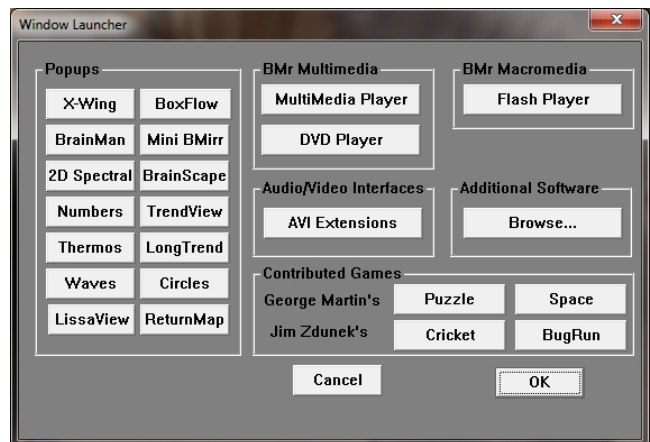 Window Launcher
Popups
X-Wing BoxFlow
BrainMan Mini BMirr
2D Spectral BrainScape
Numbers TrendView
Thermos LongTrend
Waves Circles
LissaView ReturnMap
BMr Multimedia
MultiMedia Player
DVD Player
BMr Macromedia
Flash Player
Audio/Video Interfaces
AVI Extensions
Additional Software
Browse...
Contributed Games
George Martin's Puzzle Space
Jim Zdunek's Cricket BugRun
Cancel OK